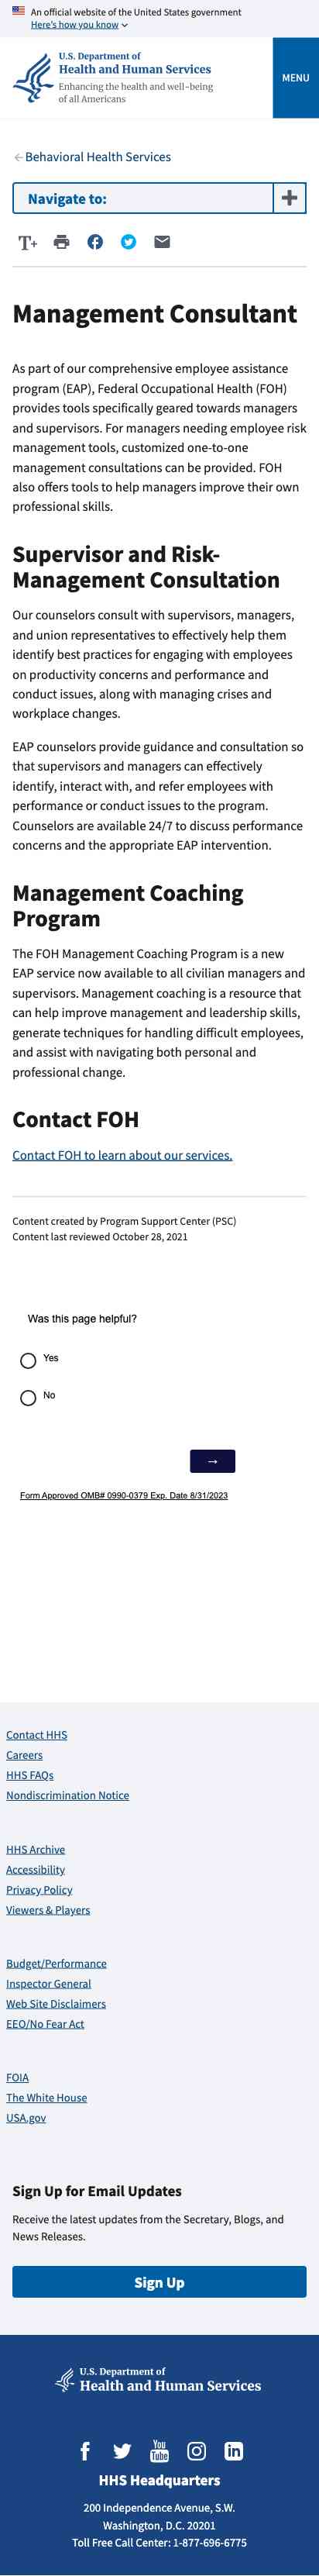 An official website of the United States government
Here's how you know
U.S. Department of
Health and Human Services
Enhancing the health and well-being
of all Americans
MENU
Behavioral Health Services
Navigate to:
T+
Management Consultant
As part of our comprehensive employee assistance
program (EAP), Federal Occupational Health (FOH)
provides tools specifically geared towards managers
and supervisors. For managers needing employee risk
management tools, customized one-to-one
management consultations can be provided. FOH
also offers tools to help managers improve their own
professional skills.
Supervisor and Risk-
Management Consultation
Our counselors consult with supervisors, managers,
and union representatives to effectively help them
identify best practices for engaging with employees
on productivity concerns and performance and
conduct issues, along with managing crises and
workplace changes.
EAP counselors provide guidance and consultation so
that supervisors and managers can effectively
identify, interact with, and refer employees with
performance or conduct issues to the program.
Counselors are available 24/7 to discuss performance
concerns and the appropriate EAP intervention.
Management Coaching
Program
The FOH Management Coaching Program is a new
EAP service now available to all civilian managers and
supervisors. Management coaching is a resource that
can help improve management and leadership skills,
generate techniques for handling difficult employees,
and assist with navigating both personal and
professional change.
Contact FOH
Contact FOH to learn about our services.
Content created by Program Support Center (PSC)
Content last reviewed October 28, 2021
Was this page helpful?
Yes
No
→
Form Approved OMB# 0990-0379 Exp. Date 8/31/2023
Contact HHS
Careers
HHS FAQs
Nondiscrimination Notice
HHS Archive
Accessibility
Privacy Policy
Viewers & Players
Budget/Performance
Inspector General
Web Site Disclaimers
EEO/No Fear Act
FOIA
The White House
USA.gov
Sign Up for Email Updates
Receive the latest updates from the Secretary, Blogs, and
News Releases.
Sign Up
U.S. Department of
Health and Human Services
You Tube
HHS Headquarters
200 Independence Avenue, S.W.
Washington, D.C. 20201
Toll Free Call Center: 1-877-696-6775